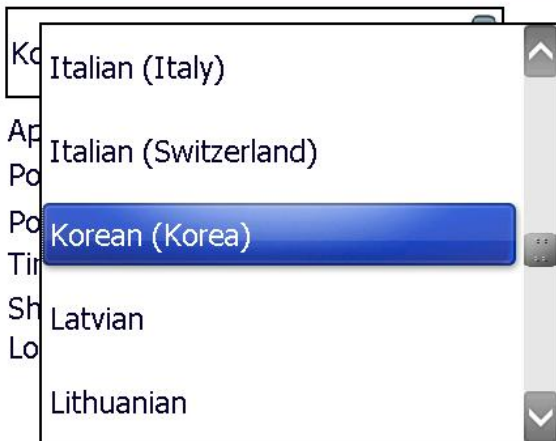 Italian (Italy)
Italian (Switzerland)
Korean (Korea)
Latvian
Lithuanian